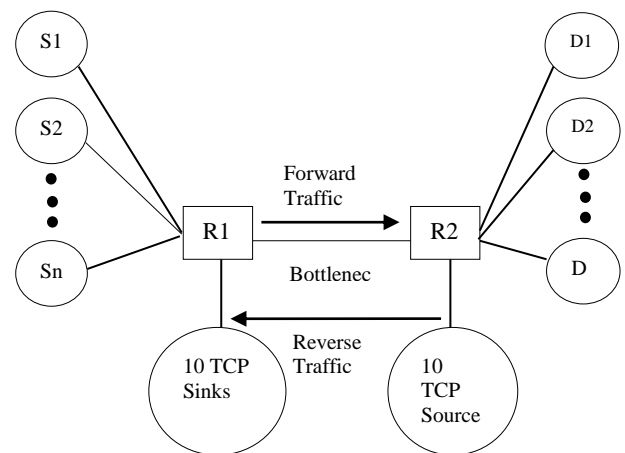 S1
D1
S2
D2
Forward
Traffic
R1
R2
Sn
Bottlenec
D
Reverse
Traffic
10 TCP
Sinks
10
TCP
Source